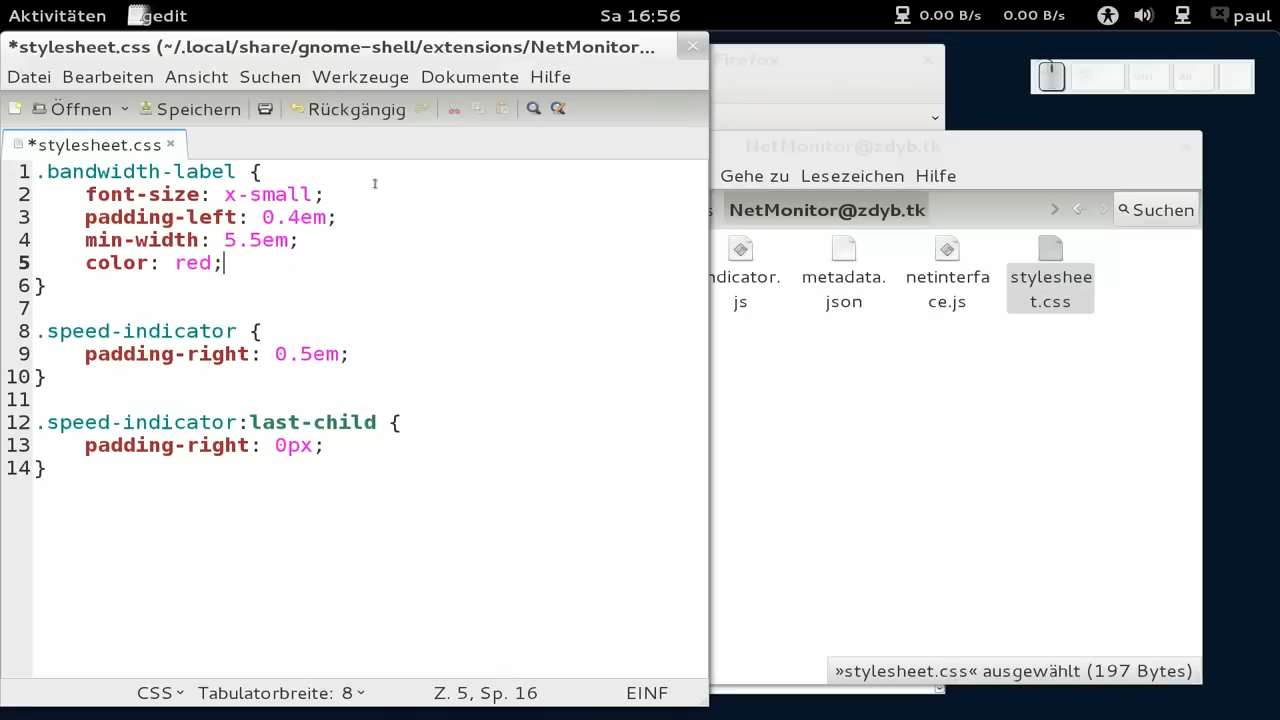 Aktivitäten gedit Sa 16:56 0.00 B/s 0.00 B/s paul
*stylesheet.css (~/.local/share/gnome-shell/extensions/NetMonitor...
Datei Bearbeiten Ansicht Suchen Werkzeuge Dokumente Hilfe
Öffnen Speichern Rückgängig
*stylesheet.css
1 .bandwidth-label {
2 font-size: x-small;
3 padding-left: 0.4em;
4 min-width: 5.5em;
5 color: red;
6 }
7
8 .speed-indicator {
9 padding-right: 0.5em;
10 }
11
12 .speed-indicator:last-child {
13 padding-right: 0px;
14 }
CSS Tabulatorbreite: 8 Z. 5, Sp. 16 EINF
Firefox
NetMonitor@zdyb.tk
Gehe zu Lesezeichen Hilfe
NetMonitor@zdyb.tk Suchen
ndicator.
js
metadata.
json
netinterfa
ce.js
styleshee
t.css
»stylesheet.css« ausgewählt (197 Bytes)